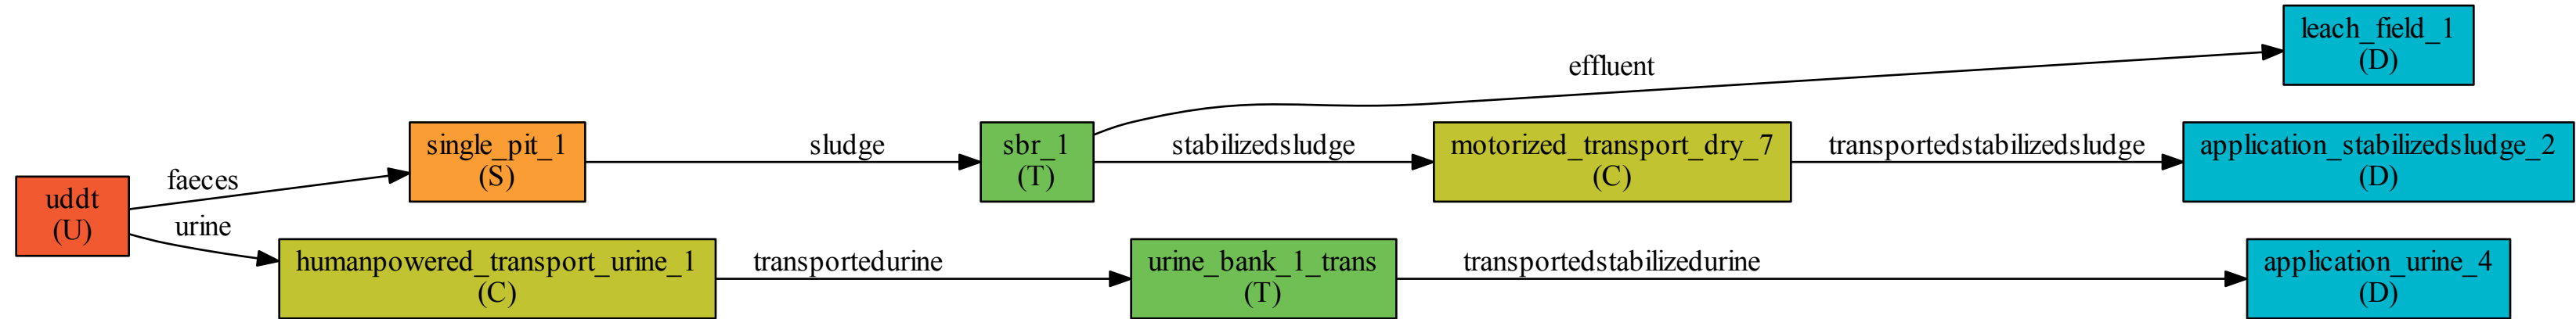 leach_field_1
(D)
effluent
single_pit_1
(S)
sludge
sbr_1
(T)
stabilizedsludge
motorized_transport_dry_7
(C)
transportedstabilizedsludge
application_stabilizedsludge_2
(D)
uddt
(U)
faeces
urine
humanpowered_transport_urine_1
(C)
transportedurine
urine_bank_1_trans
(T)
transportedstabilizedurine
application_urine_4
(D)